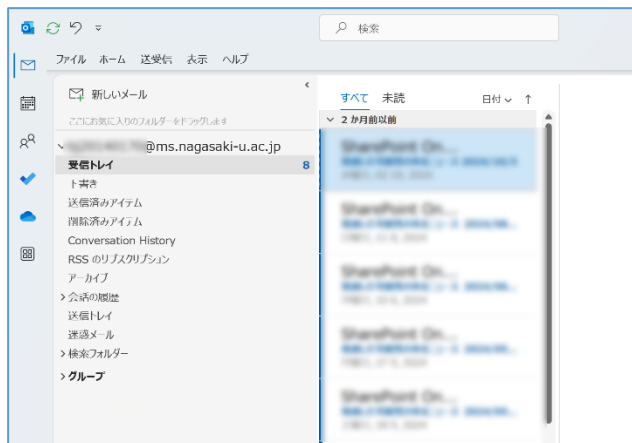 検索
ファイル ホーム 送受信 表示 ヘルプ
新しいメール
ここにお気に入りのフォルダーをドラッグします
@ms.nagasaki-u.ac.jp
受信トレイ 8
下書き
送信済みアイテム
削除済みアイテム
Conversation History
RSS のサブスクリプション
アーカイブ
会話の履歴
送信トレイ
迷惑メール
検索フォルダー
グループ
すべて 未読 日付
2 か月前以前
SharePoint On...
SharePoint On...
SharePoint On...
SharePoint On...
SharePoint On...